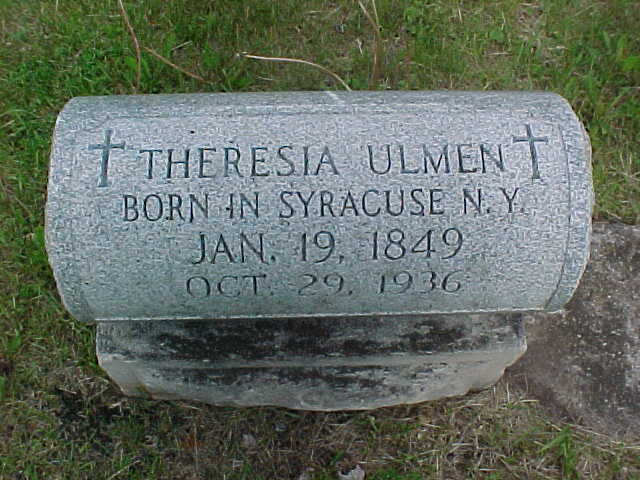 THERESIA ULMEN
BORN IN SYRACUSE N.Y.
JAN. 19, 1849
OCT. 29, 1936